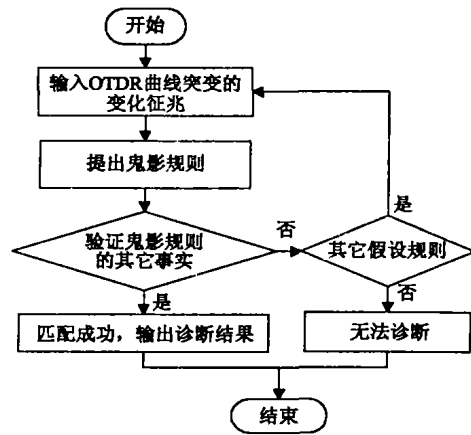 开始
输入OTDR曲线突变的
变化征兆
提出鬼影规则
是
验证鬼影规则
的其它事实
否
其它假设规则
是
否
匹配成功，输出诊断结果
无法诊断
结束